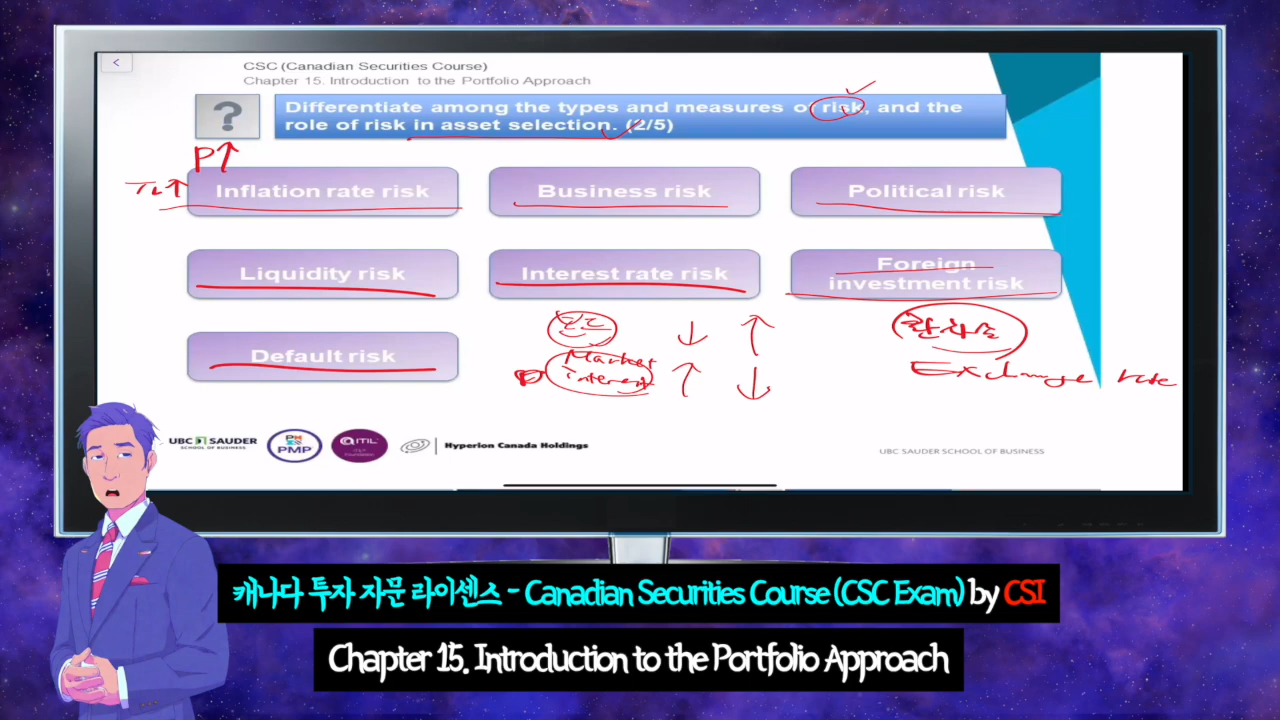 <
CSC (Canadian Securities Course)
Chapter 15. Introduction to the Portfolio Approach
?
Differentiate among the types and measures of risk, and the
role of risk in asset selection. (2/5)
P↑
Inflation rate risk
Business risk
Political risk
Liquidity risk
Interest rate risk
Foreign
investment risk
Default risk
↓ ↑
Market
interest ↑ ↓
환차손
Exchange rate
UBC SAUDER
SCHOOL OF BUSINESS
PMP
ITIL
Foundation
Hyperion Canada Holdings
UBC SAUDER SCHOOL OF BUSINESS
캐나다 투자 자문 라이센스 - Canadian Securities Course (CSC Exam) by CSI
Chapter 15. Introduction to the Portfolio Approach